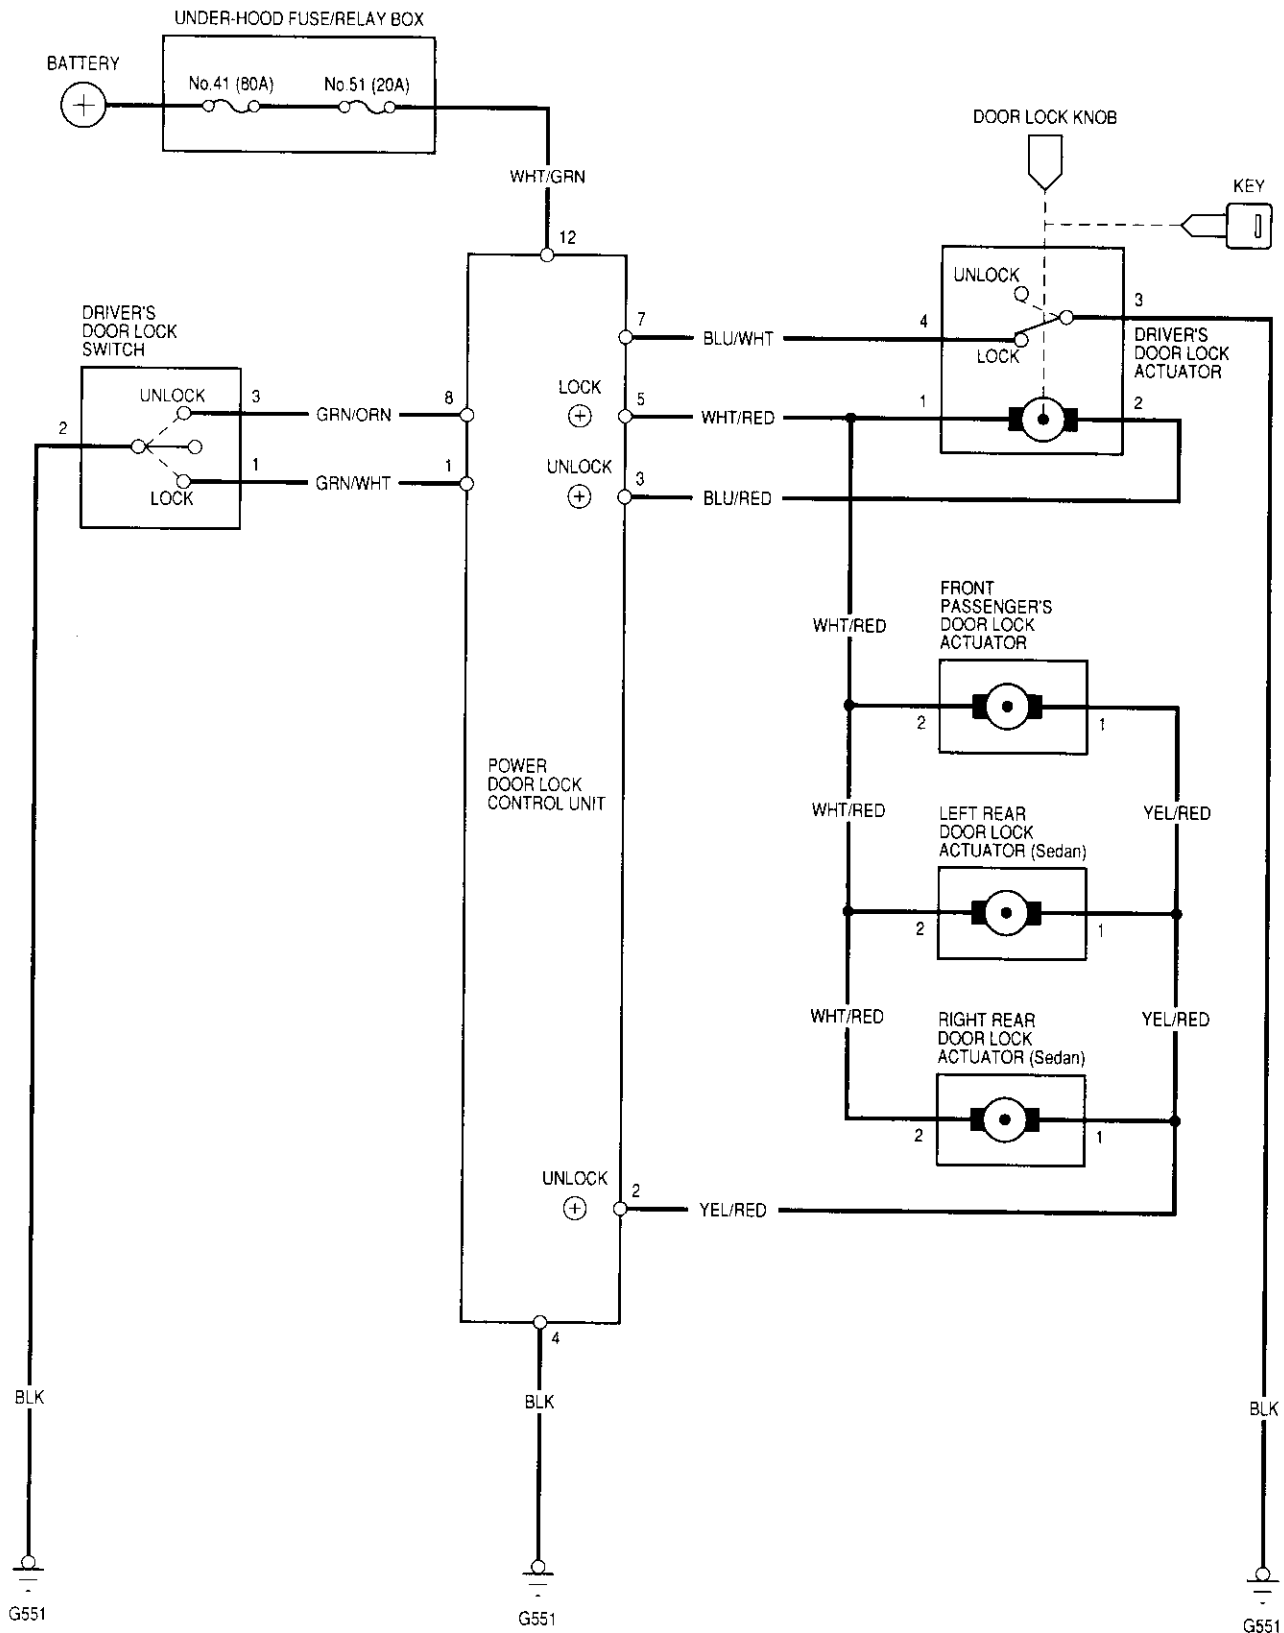 UNDER-HOOD FUSE/RELAY BOX
BATTERY
No.41 (80A)
No.51 (20A)
WHT/GRN
12
DOOR LOCK KNOB
KEY
DRIVER'S
DOOR LOCK
SWITCH
UNLOCK
LOCK
2
3
1
GRN/ORN
GRN/WHT
8
1
7
LOCK
5
UNLOCK
3
BLU/WHT
WHT/RED
BLU/RED
UNLOCK
LOCK
4
3
1
2
DRIVER'S
DOOR LOCK
ACTUATOR
FRONT
PASSENGER'S
DOOR LOCK
ACTUATOR
WHT/RED
2
1
POWER
DOOR LOCK
CONTROL UNIT
WHT/RED
YEL/RED
LEFT REAR
DOOR LOCK
ACTUATOR (Sedan)
2
1
WHT/RED
YEL/RED
RIGHT REAR
DOOR LOCK
ACTUATOR (Sedan)
2
1
UNLOCK
2
YEL/RED
4
BLK
BLK
BLK
G551
G551
G551